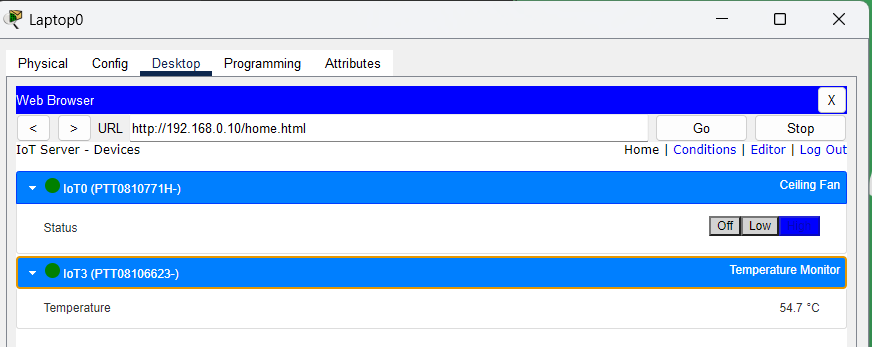 Laptop0
Physical Config Desktop Programming Attributes
Web Browser X
< > URL http://192.168.0.10/home.html Go Stop
IoT Server - Devices Home | Conditions | Editor | Log Out
IoT0 (PTT0810771H-) Ceiling Fan
Status Off Low
IoT3 (PTT08106623-) Temperature Monitor
Temperature 54.7 °C